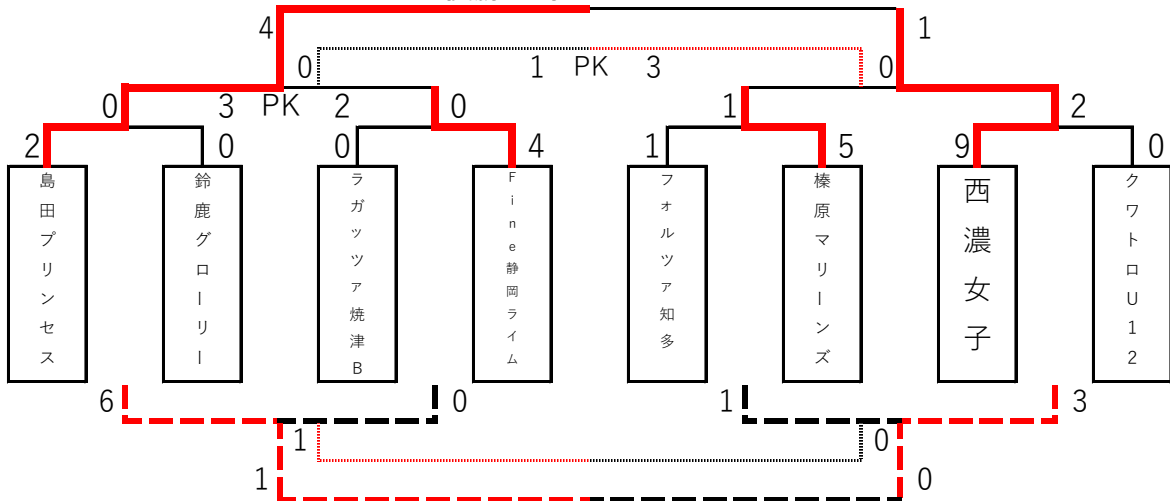 4 1
0 1 PK 3 0
0 3 PK 2 0 1 2
2 0 0 4 1 5 9 0
島田プリンセス
鈴鹿グローリー
ラガッツァ焼津B
Fine静岡ライム
フォルツァ知多
榛原マリーンズ
西濃女子
クワトロU12
6 0 1 3
1 0
1 0